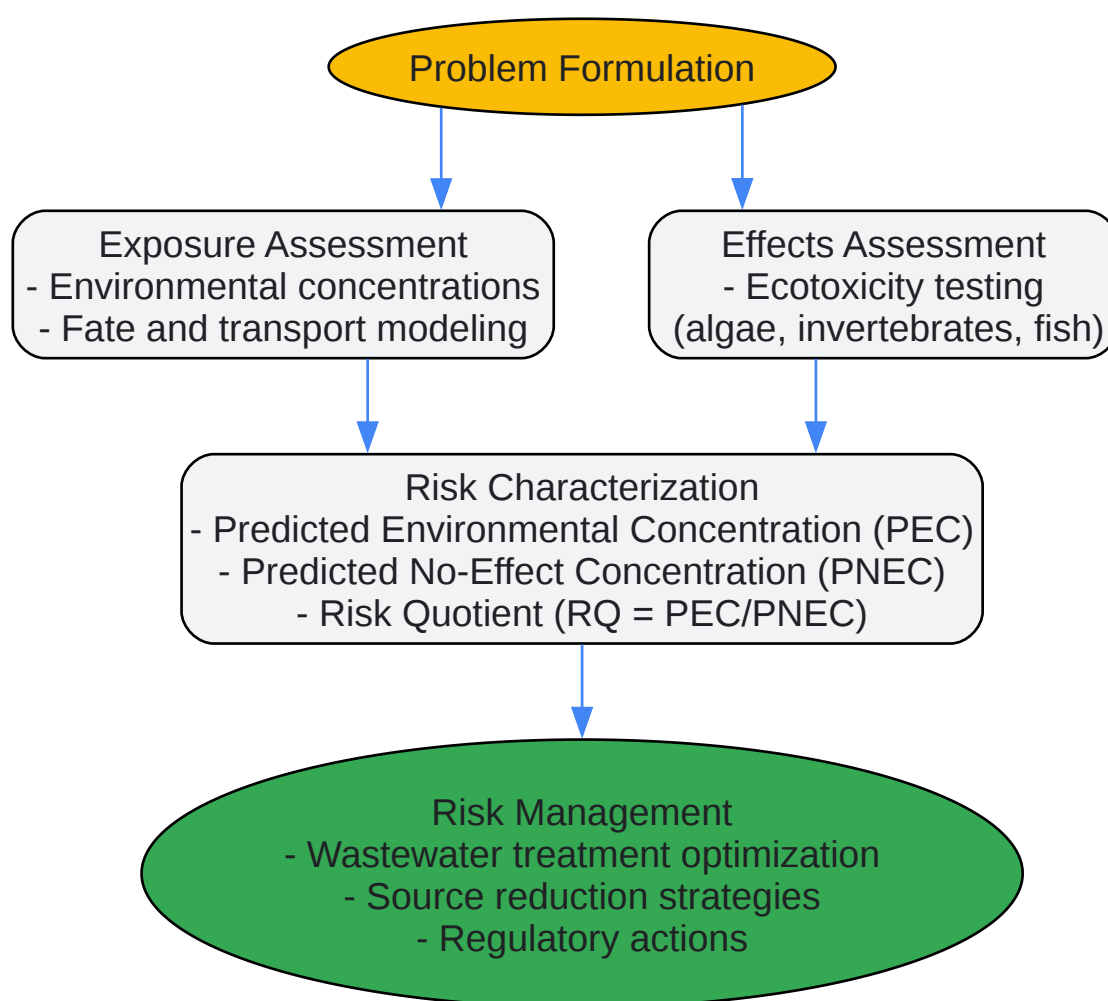 Problem Formulation
Exposure Assessment
- Environmental concentrations
- Fate and transport modeling
Effects Assessment
- Ecotoxicity testing
(algae, invertebrates, fish)
Risk Characterization
- Predicted Environmental Concentration (PEC)
- Predicted No-Effect Concentration (PNEC)
- Risk Quotient (RQ = PEC/PNEC)
Risk Management
- Wastewater treatment optimization
- Source reduction strategies
- Regulatory actions